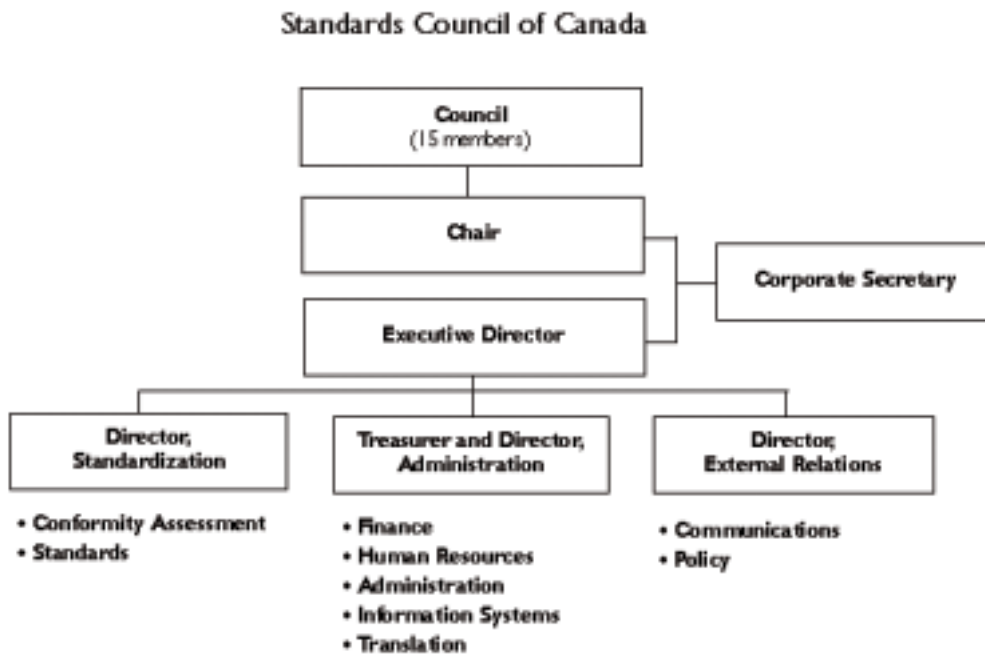 Standards Council of Canada
Council
(15 members)
Chair
Corporate Secretary
Executive Director
Director,
Standardization
• Conformity Assessment
• Standards
Treasurer and Director,
Administration
• Finance
• Human Resources
• Administration
• Information Systems
• Translation
Director,
External Relations
• Communications
• Policy